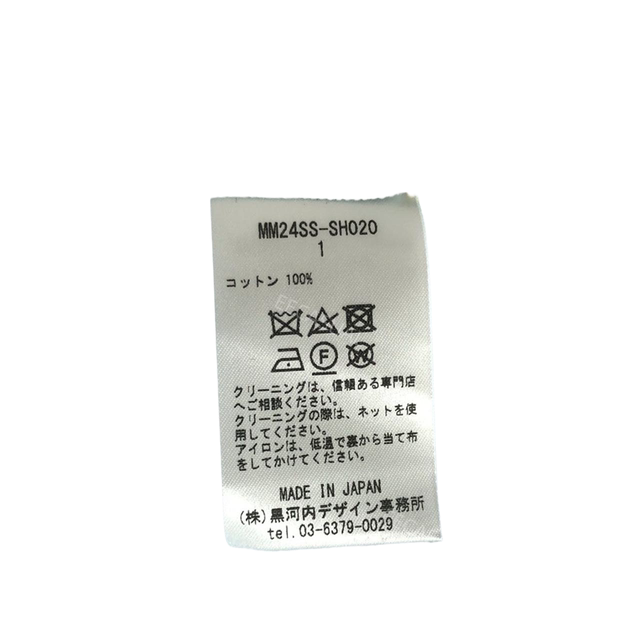 MM24SS-SH020
1
コットン 100%
F
W
クリーニングは、信頼ある専門店
へご相談ください。
クリーニングの際は、ネットを使
用してください。
アイロンは、低温で裏から当て布
をしてかけてください。
MADE IN JAPAN
(株)黒河内デザイン事務所
tel.03-6379-0029